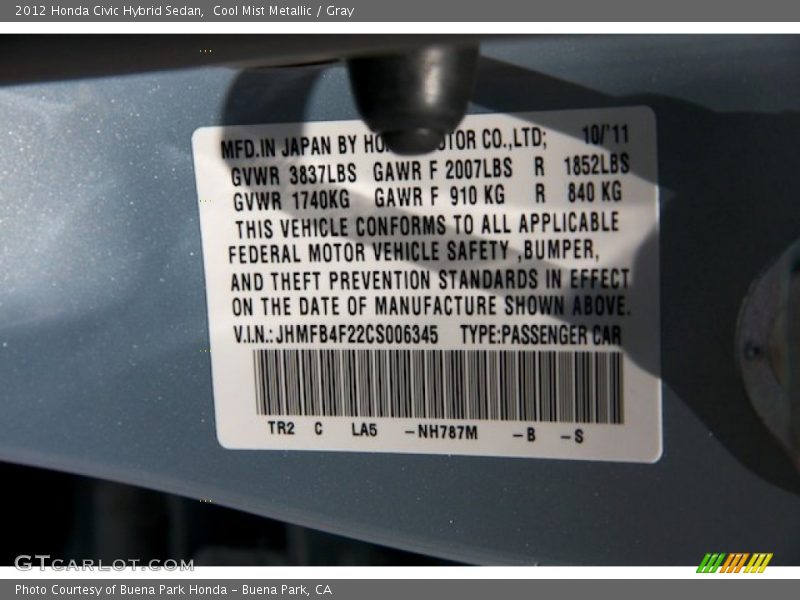 2012 Honda Civic Hybrid Sedan,  Cool Mist Metallic / Gray
MFD.IN JAPAN BY HO OTOR CO.,LTD; 10/'11
GVWR 3837LBS GAWR F 2007LBS R 1852LBS
GVWR 1740KG GAWR F 910 KG R 840 KG
THIS VEHICLE CONFORMS TO ALL APPLICABLE
FEDERAL MOTOR VEHICLE SAFETY ,BUMPER,
AND THEFT PREVENTION STANDARDS IN EFFECT
ON THE DATE OF MANUFACTURE SHOWN ABOVE.
V.I.N.: JHMFB4F22CS006345 TYPE:PASSENGER CAR
TR2 C LA5 -NH787M -B -S
GTCARLOT.COM
Photo Courtesy of Buena Park Honda - Buena Park, CA